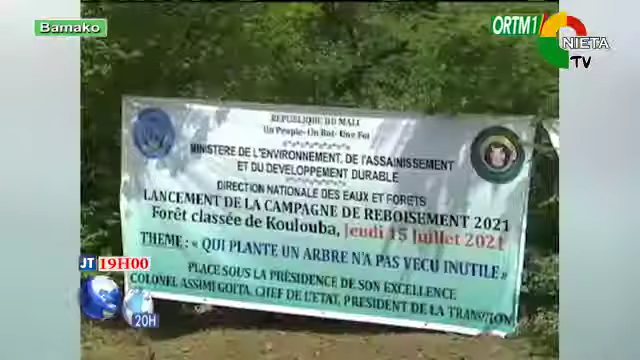 Bamako
ORTM1
NIETA
TV
REPUBLIQUE DU MALI
Un Peuple- Un But- Une Foi
MINISTERE DE L'ENVIRONNEMENT, DE L'ASSAINISSEMENT
ET DU DEVELOPPEMENT DURABLE
DIRECTION NATIONALE DES EAUX ET FORETS
LANCEMENT DE LA CAMPAGNE DE REBOISEMENT 2021
Forêt classée de Koulouba, Jeudi 15 Juillet 2021
THEME : « QUI PLANTE UN ARBRE N'A PAS VECU INUTILE »
PLACE SOUS LA PRÉSIDENCE DE SON EXCELLENCE
COLONEL ASSIMI GOITA, CHEF DE L'ETAT, PRESIDENT DE LA TRANSITION
JT 19H00
20H